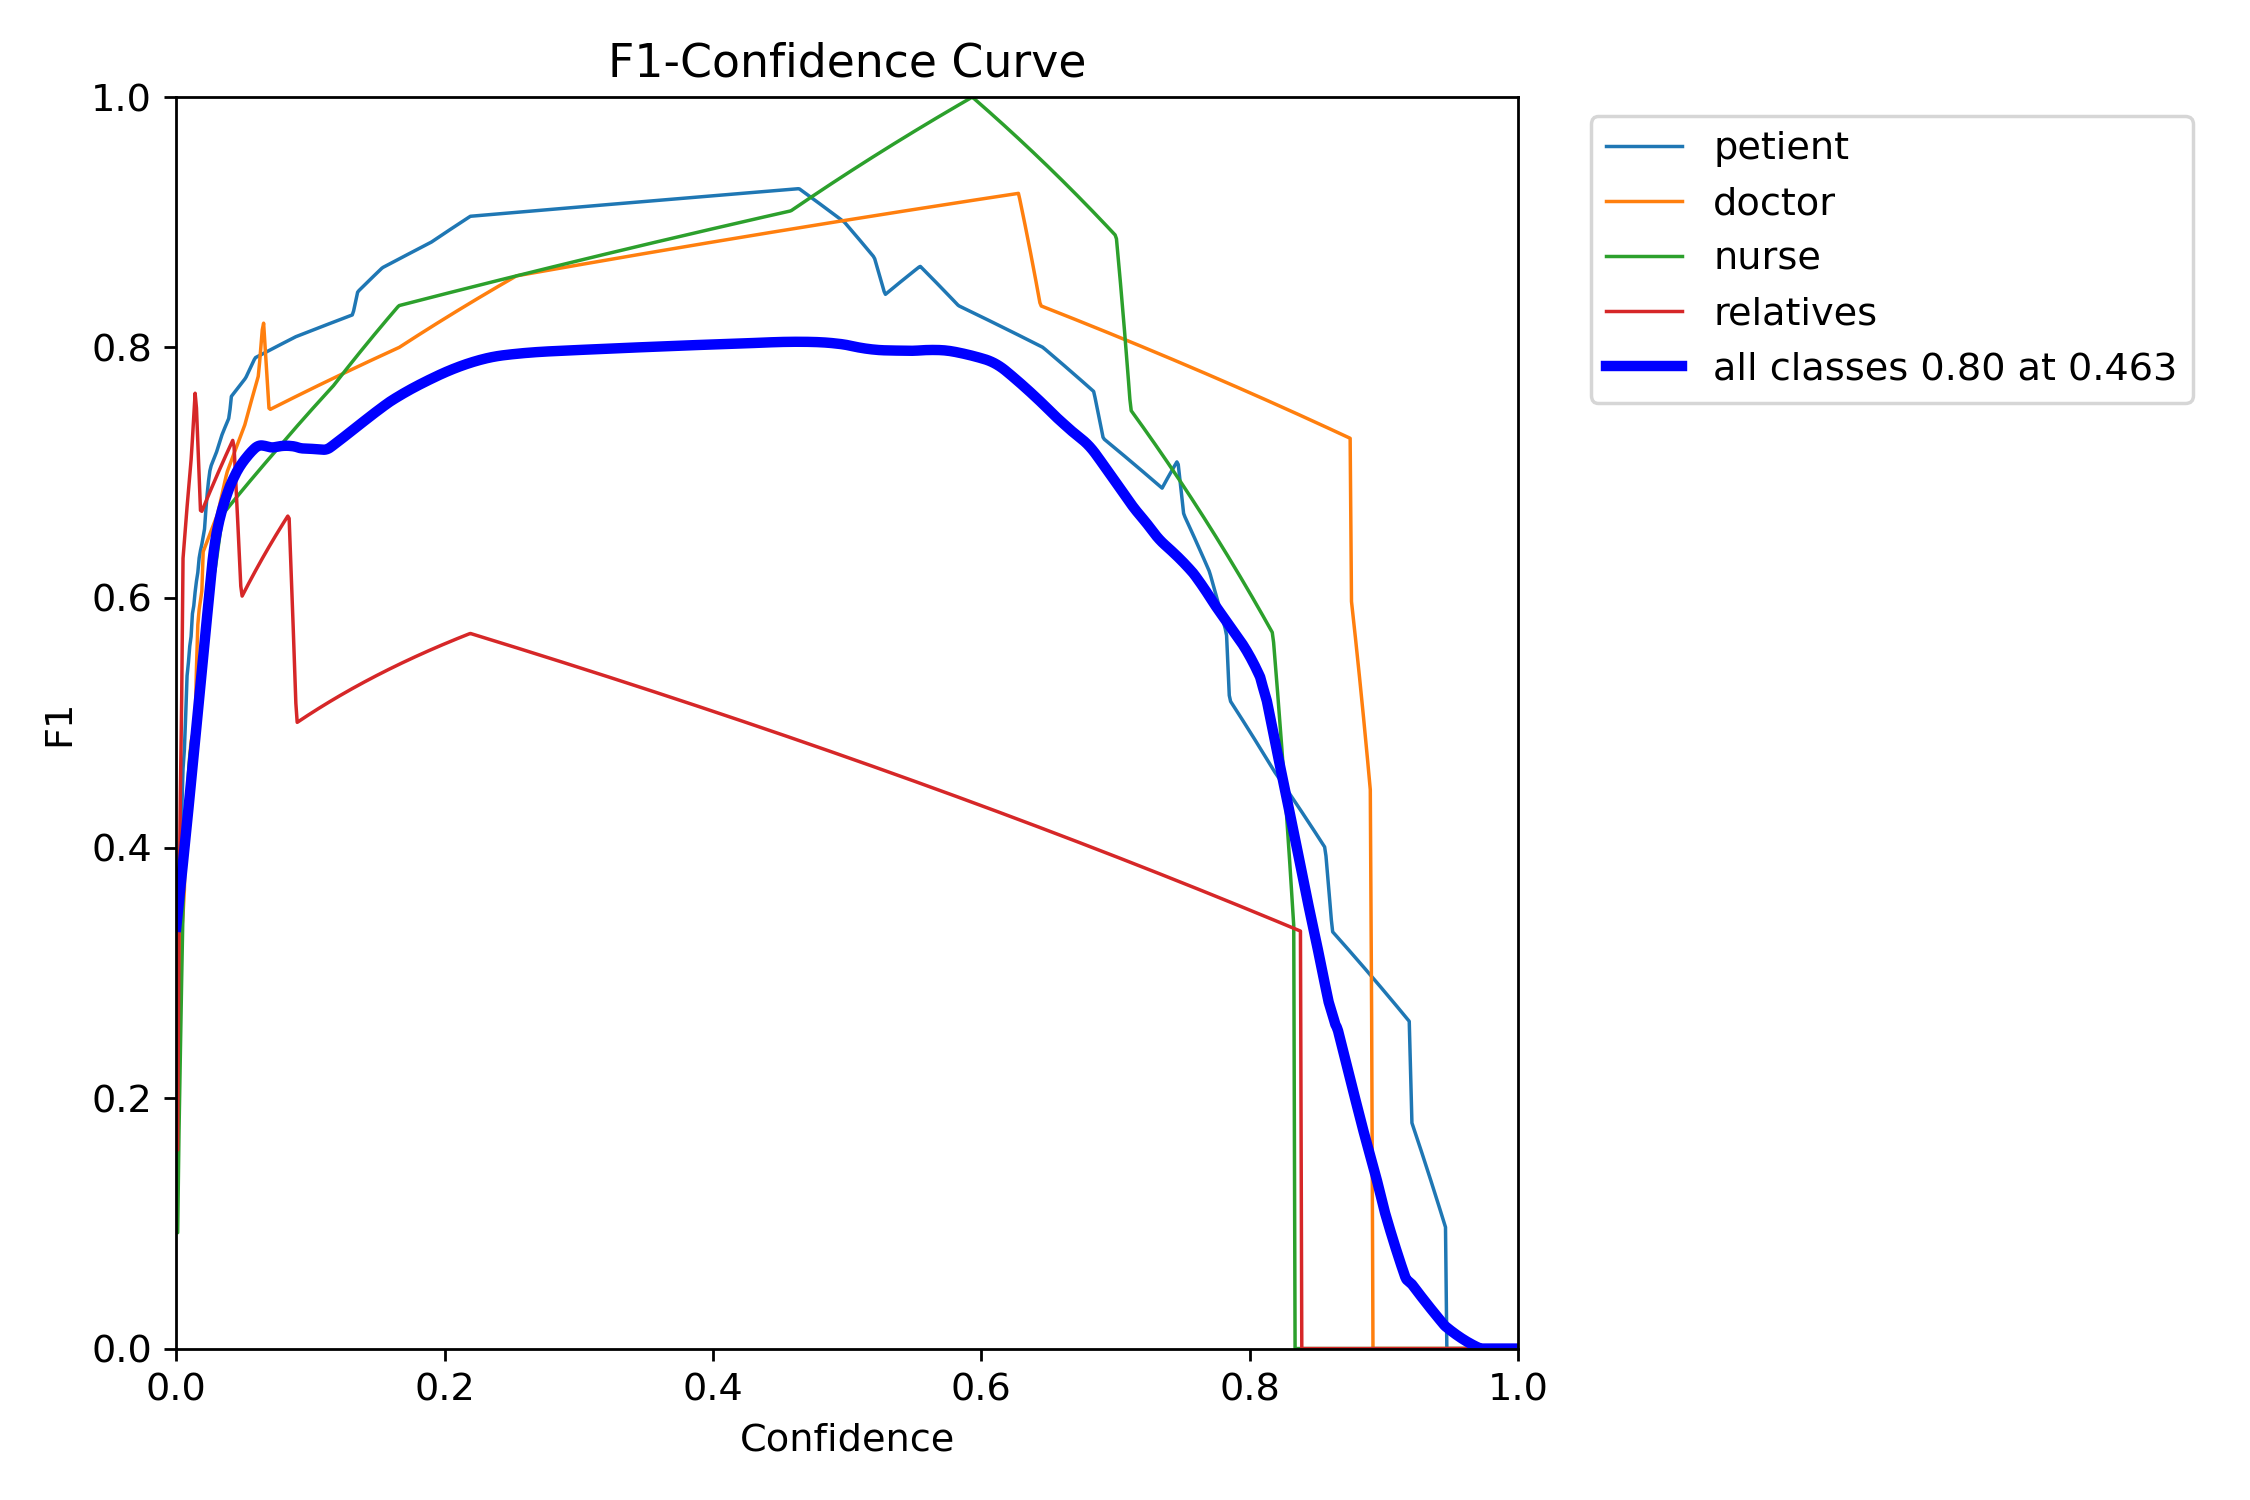 F1-Confidence Curve
1.0
0.8
0.6
0.4
0.2
0.0
F1
0.0 0.2 0.4 0.6 0.8 1.0
Confidence
petient
doctor
nurse
relatives
all classes 0.80 at 0.463